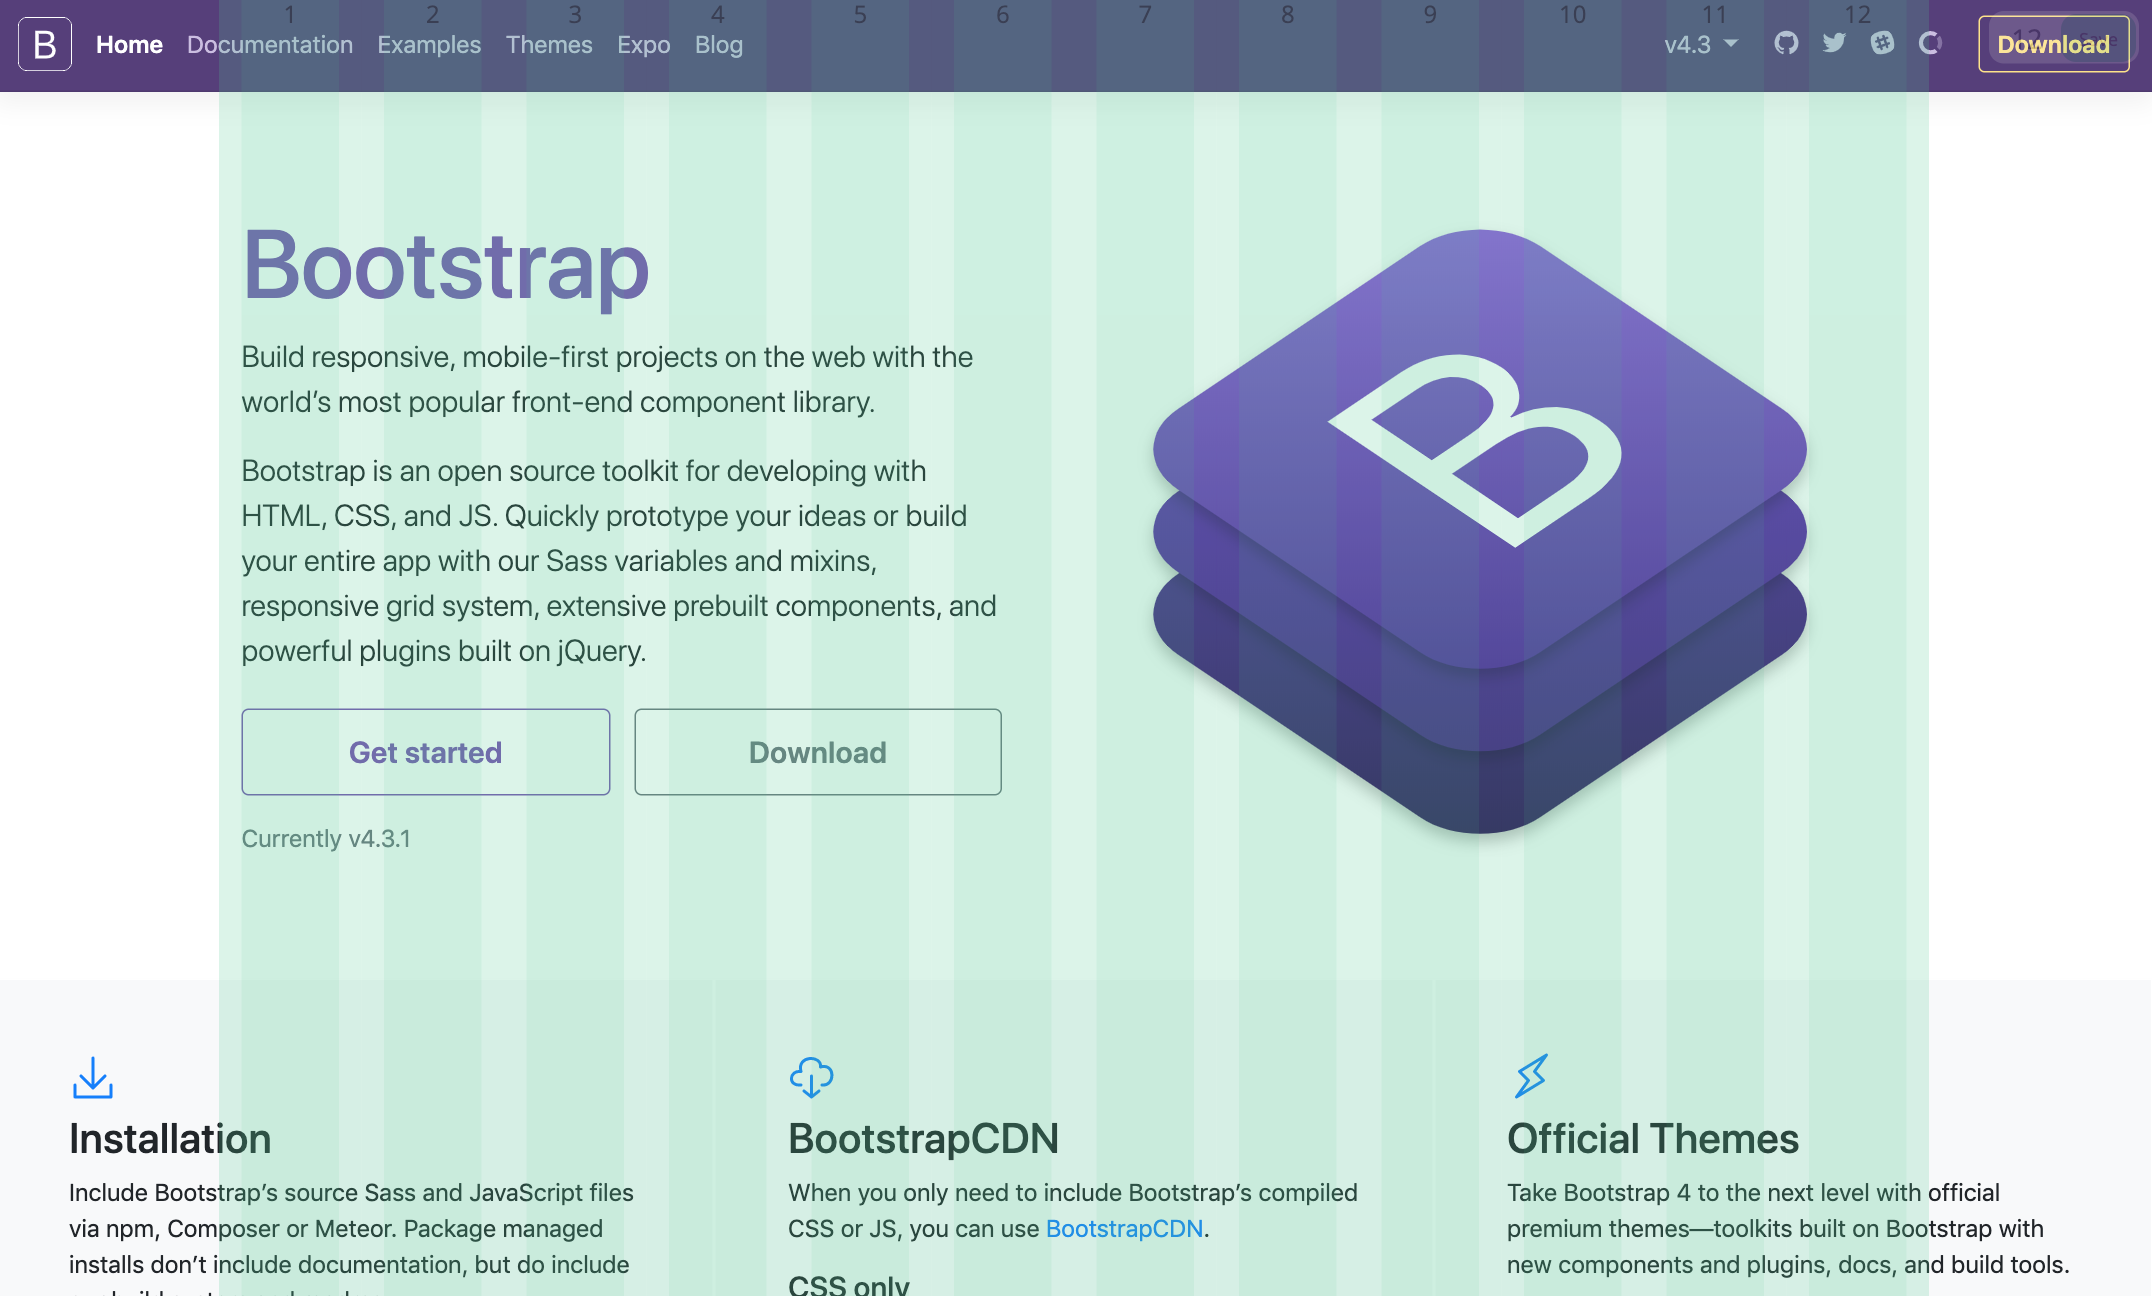 1 2 3 4 5 6 7 8 9 10 11 12
B Home Documentation Examples Themes Expo Blog v4.3 Download
Bootstrap
B
Build responsive, mobile-first projects on the web with the
world’s most popular front-end component library.
Bootstrap is an open source toolkit for developing with
HTML, CSS, and JS. Quickly prototype your ideas or build
your entire app with our Sass variables and mixins,
responsive grid system, extensive prebuilt components, and
powerful plugins built on jQuery.
Get started Download
Currently v4.3.1
Installation
Include Bootstrap’s source Sass and JavaScript files
via npm, Composer or Meteor. Package managed
installs don’t include documentation, but do include
BootstrapCDN
When you only need to include Bootstrap’s compiled
CSS or JS, you can use BootstrapCDN.
CSS only
Official Themes
Take Bootstrap 4 to the next level with official
premium themes—toolkits built on Bootstrap with
new components and plugins, docs, and build tools.